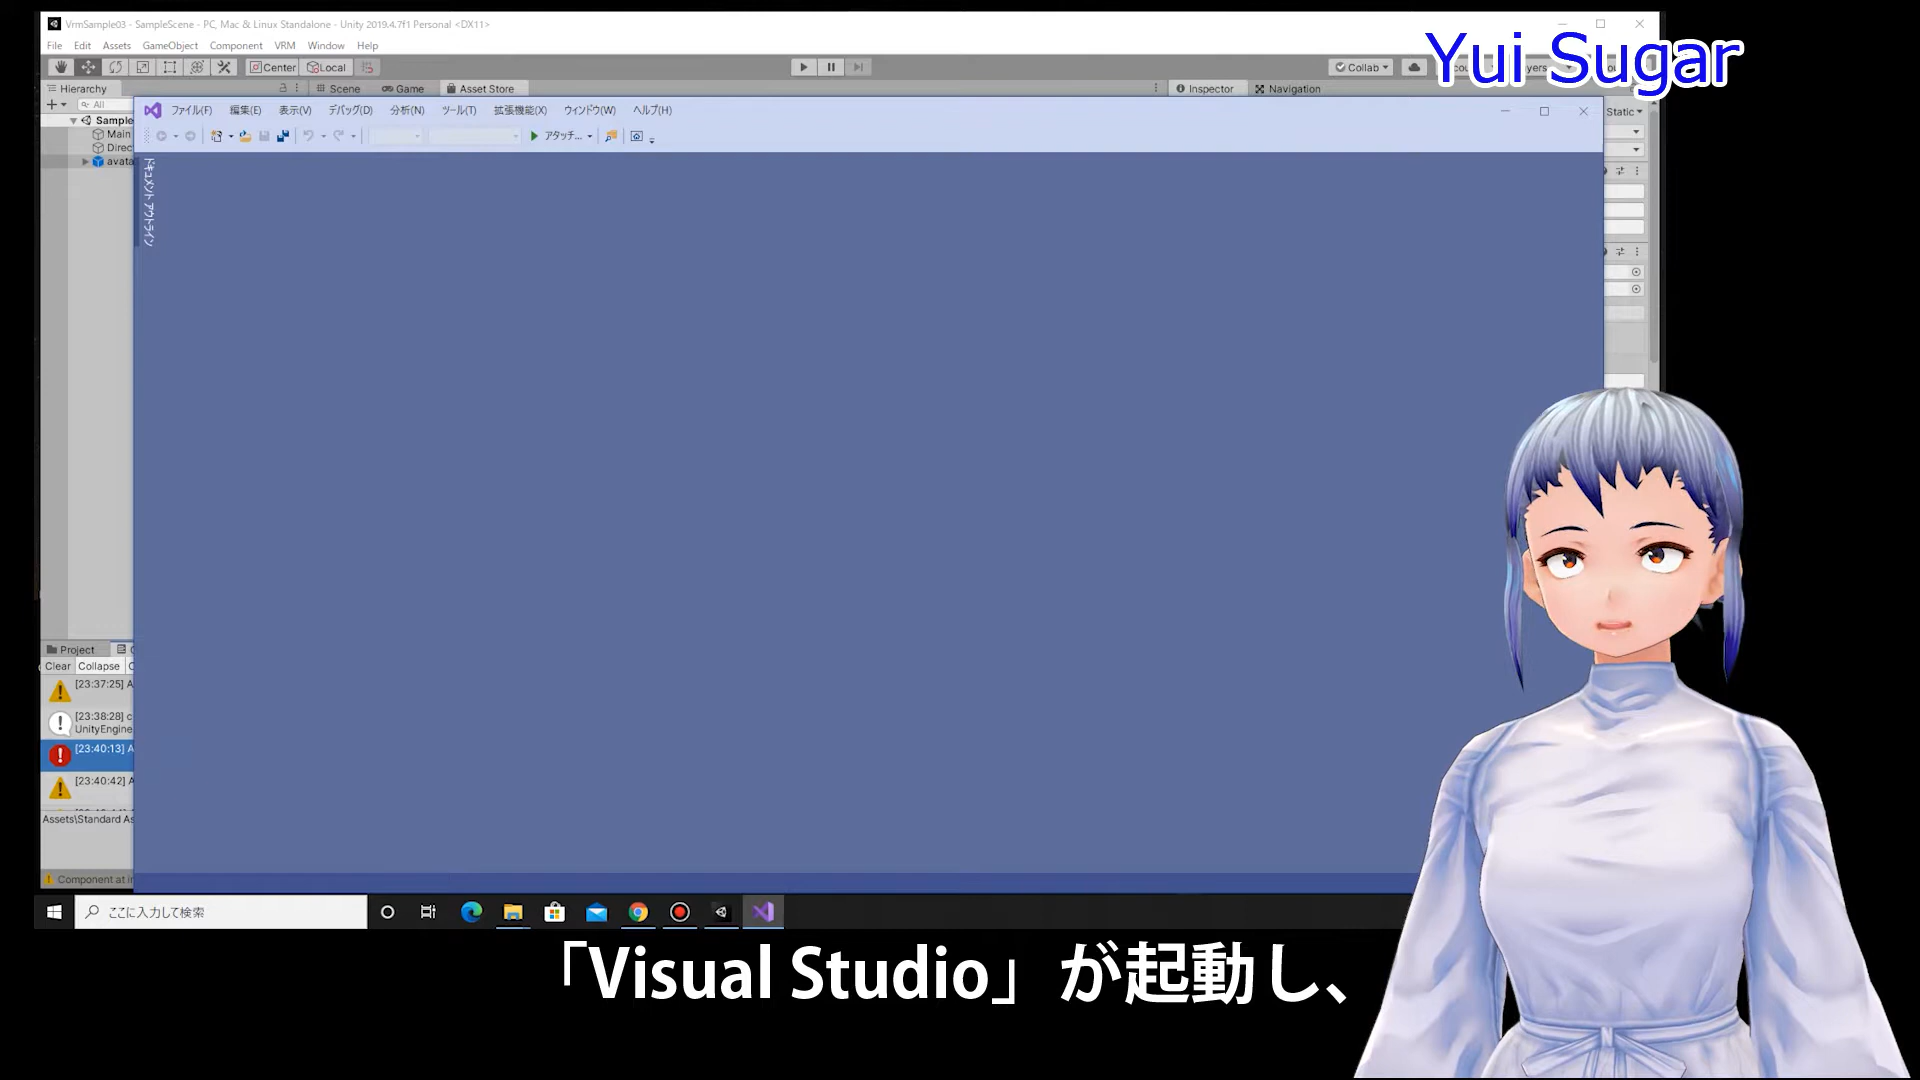 VrmSample03 - SampleScene - PC, Mac & Linux Standalone - Unity 2019.4.7f1 Personal <DX11>
Yui Sugar
File Edit Assets GameObject Component VRM Window Help
Center Local Collab
Hierarchy Scene Game Asset Store Inspector Navigation
All
ファイル(F) 編集(E) 表示(V) デバッグ(D) 分析(N) ツール(T) 拡張機能(X) ウィンドウ(W) ヘルプ(H)
Static
Sample
Main
アタッチ...
Direc
avata
ドキュメント アウトライン
Project
Clear Collapse
[23:37:25] A
[23:38:28] c
UnityEngine
[23:40:13] A
[23:40:42] A
Assets\Standard As
Component at in
ここに入力して検索
「Visual Studio」が起動し、